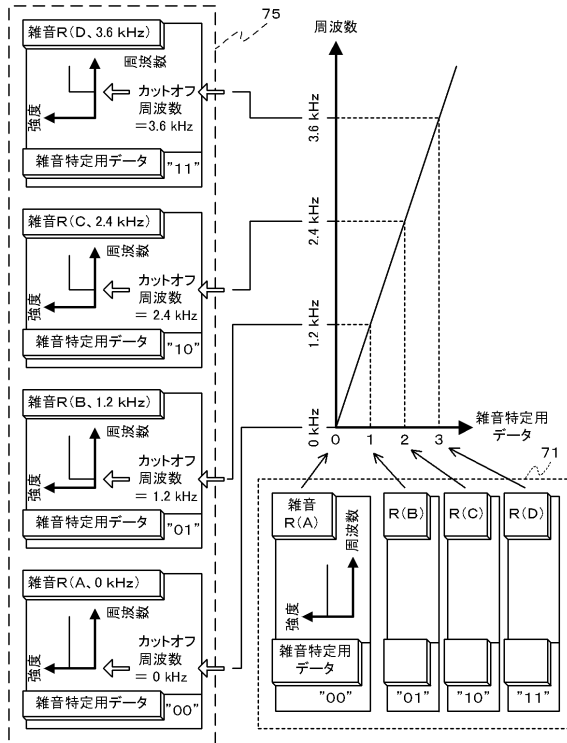 雑音R(D、3.6 kHz)
周波数
強度
カットオフ
周波数
＝3.6 kHz
雑音特定用データ
"11"
雑音R(C、2.4 kHz)
周波数
強度
カットオフ
周波数
＝2.4 kHz
雑音特定用データ
"10"
雑音R(B、1.2 kHz)
周波数
強度
カットオフ
周波数
＝1.2 kHz
雑音特定用データ
"01"
雑音R(A、0 kHz)
周波数
強度
カットオフ
周波数
＝0 kHz
雑音特定用データ
"00"
75
周波数
3.6 kHz
2.4 kHz
1.2 kHz
0 kHz
0
1
2
3
雑音特定用
データ
71
雑音
R(A)
周波数
強度
雑音特定用
データ
"00"
R(B)
"01"
R(C)
"10"
R(D)
"11"